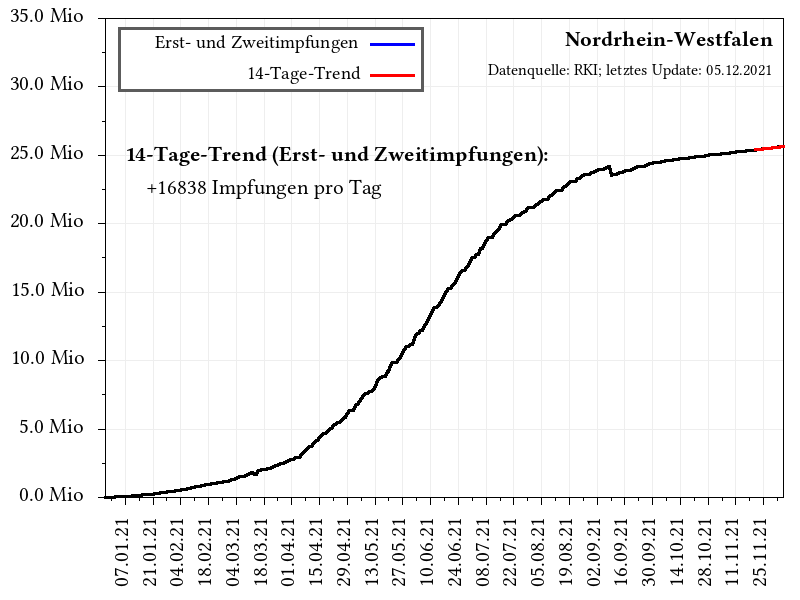 35.0 Mio
30.0 Mio
25.0 Mio
20.0 Mio
15.0 Mio
10.0 Mio
5.0 Mio
0.0 Mio
Erst- und Zweitimpfungen
14-Tage-Trend
Nordrhein-Westfalen
Datenquelle: RKI; letztes Update: 05.12.2021
14-Tage-Trend (Erst- und Zweitimpfungen):
+16838 Impfungen pro Tag
07.01.21
21.01.21
04.02.21
18.02.21
04.03.21
18.03.21
01.04.21
15.04.21
29.04.21
13.05.21
27.05.21
10.06.21
24.06.21
08.07.21
22.07.21
05.08.21
19.08.21
02.09.21
16.09.21
30.09.21
14.10.21
28.10.21
11.11.21
25.11.21